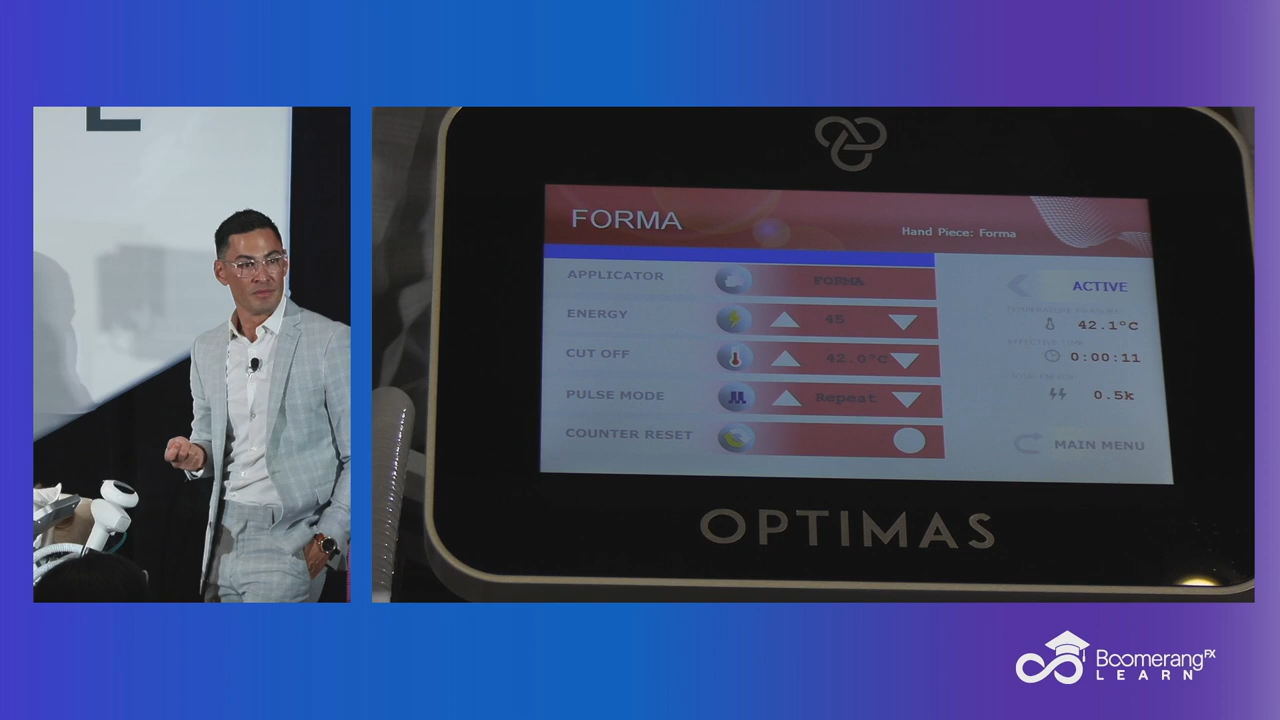 FORMA
Hand Piece: Forma
APPLICATOR FORMA
ENERGY 45
CUT OFF 42.0°C
PULSE MODE Repeat
COUNTER RESET
ACTIVE
42.1°C
0:00:11
0.5k
MAIN MENU
OPTIMAS
BoomerangFX
LEARN